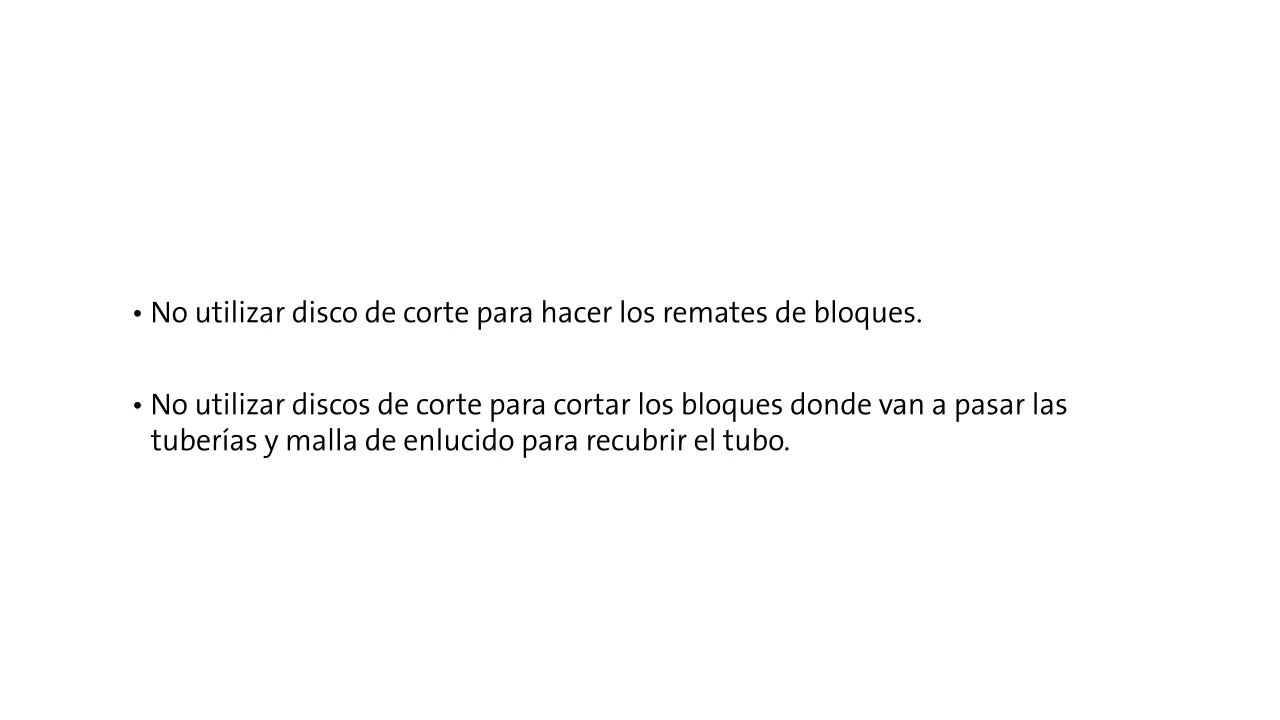 • No utilizar disco de corte para hacer los remates de bloques.
• No utilizar discos de corte para cortar los bloques donde van a pasar las
tuberías y malla de enlucido para recubrir el tubo.